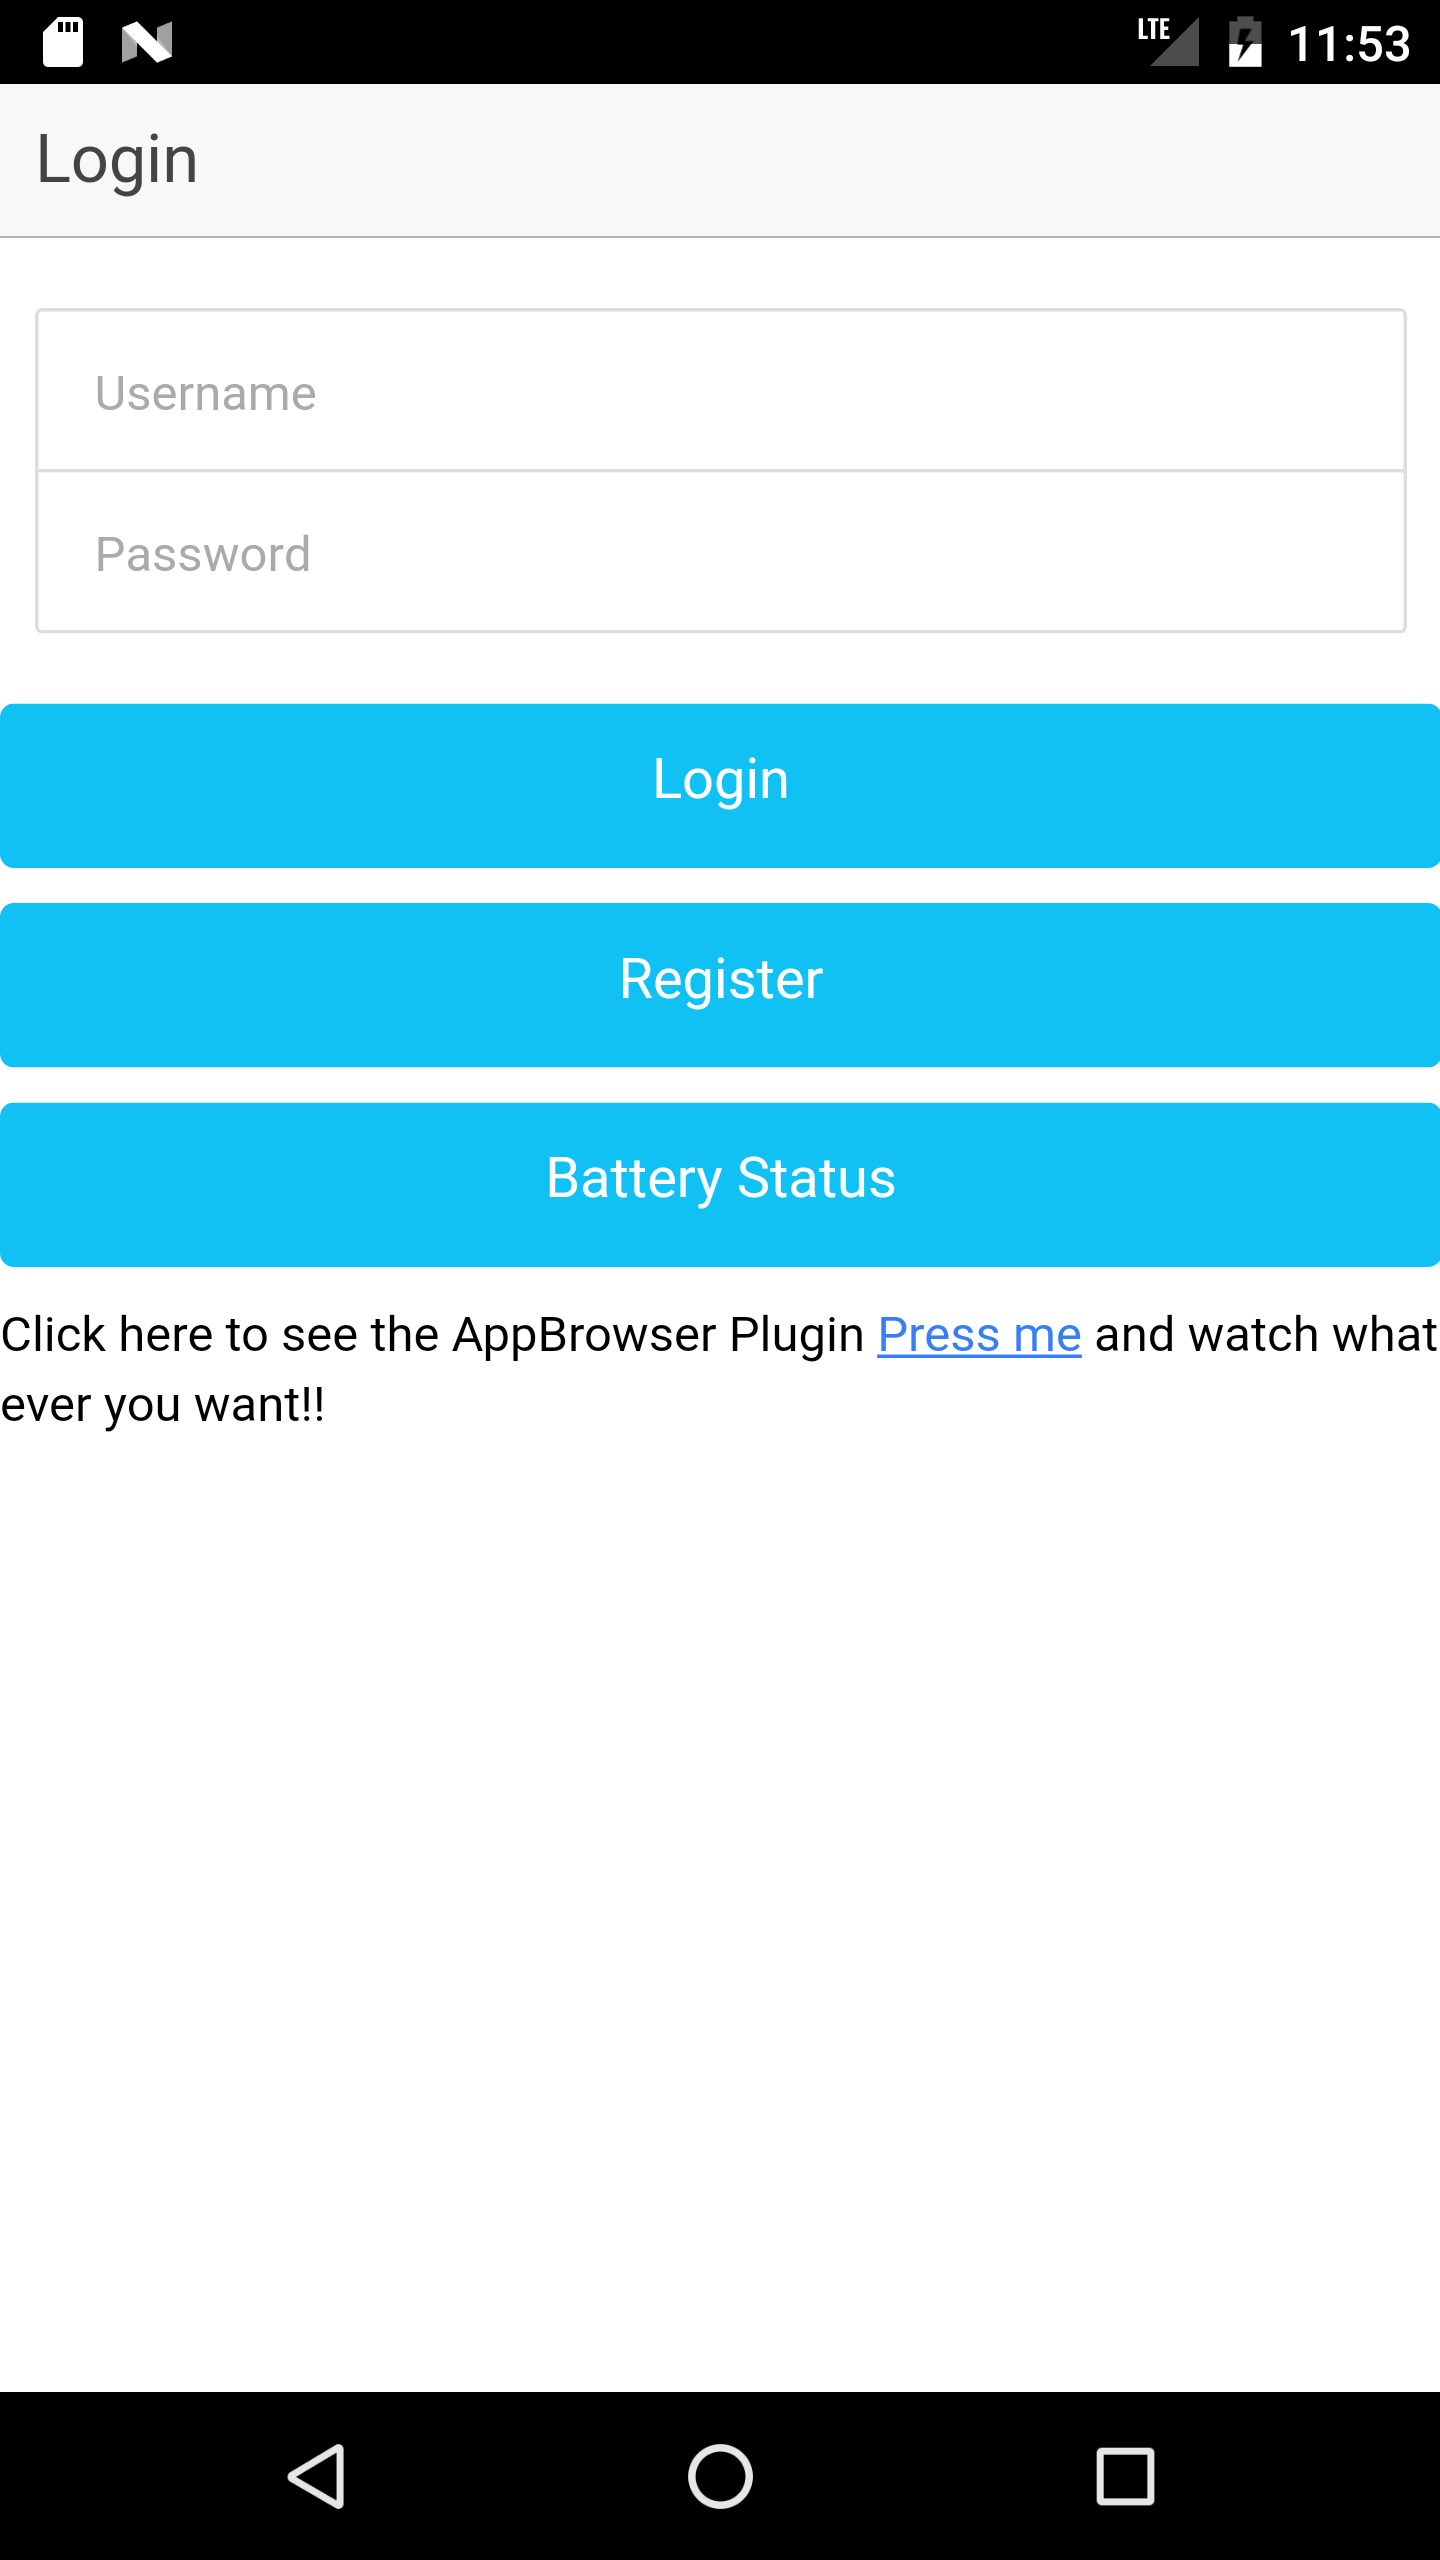 LTE 11:53
Login
Username
Password
Login
Register
Battery Status
Click here to see the AppBrowser Plugin Press me and watch what
ever you want!!